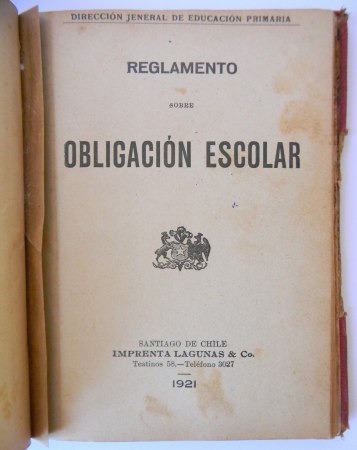 DIRECCIÓN JENERAL DE EDUCACIÓN PRIMARIA
REGLAMENTO
SOBRE
OBLIGACIÓN ESCOLAR
SANTIAGO DE CHILE
IMPRENTA LAGUNAS & Co.
Teatinos 58.—Teléfono 3027
1921